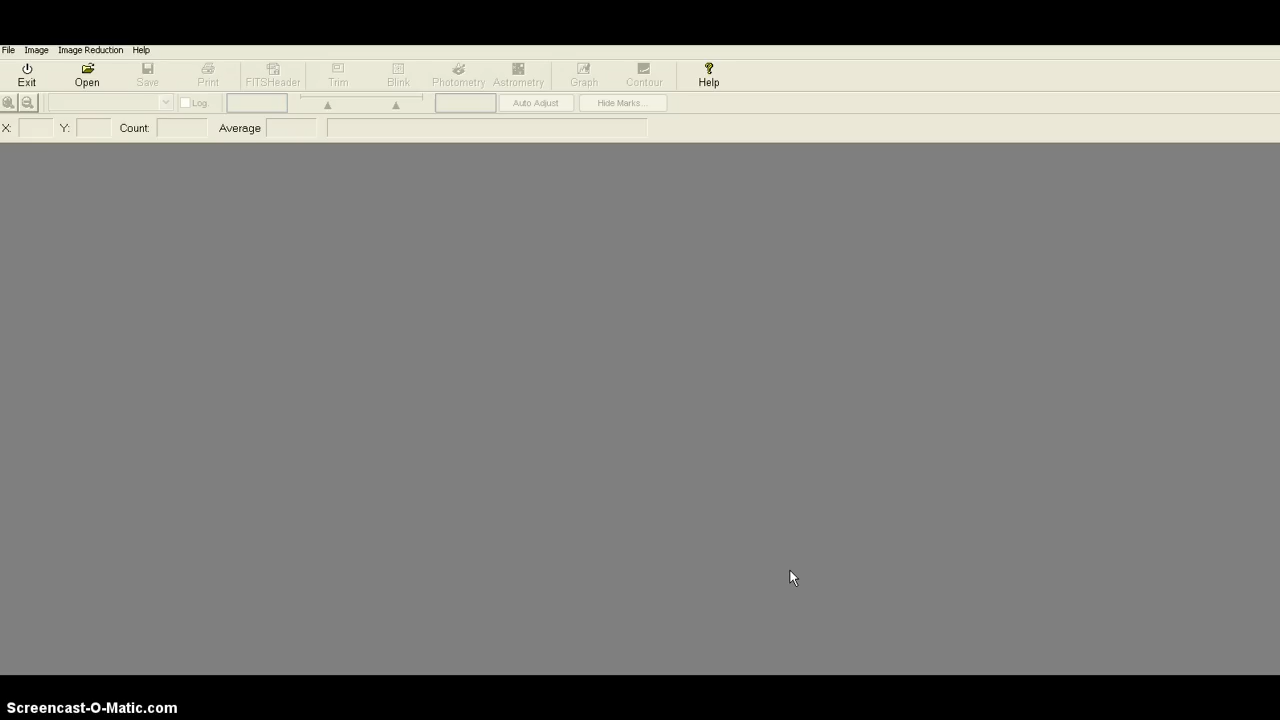 File Image Image Reduction Help
Exit Open Save Print FITSHeader Trim Blink Photometry Astrometry Graph Contour Help
Log Auto Adjust Hide Marks...
X: Y: Count: Average
Screencast-O-Matic.com